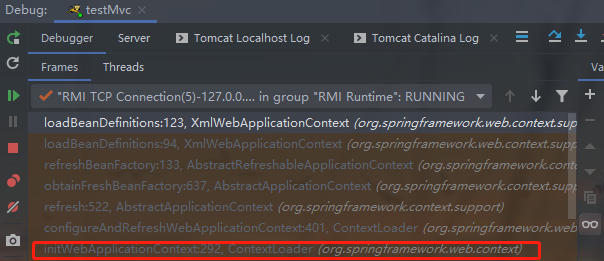 Debug: testMvc
Debugger Server Tomcat Localhost Log Tomcat Catalina Log
Frames Threads
"RMI TCP Connection(5)-127.0.0.... in group "RMI Runtime": RUNNING
Va
loadBeanDefinitions:123, XmlWebApplicationContext (org.springframework.web.context.supp
loadBeanDefinitions:94, XmlWebApplicationContext (org.springframework.web.context.supp
refreshBeanFactory:133, AbstractRefreshableApplicationContext (org.springframework.conte
obtainFreshBeanFactory:637, AbstractApplicationContext (org.springframework.context.supp
refresh:522, AbstractApplicationContext (org.springframework.context.support)
configureAndRefreshWebApplicationContext:401, ContextLoader (org.springframework.web
initWebApplicationContext:292, ContextLoader (org.springframework.web.context)